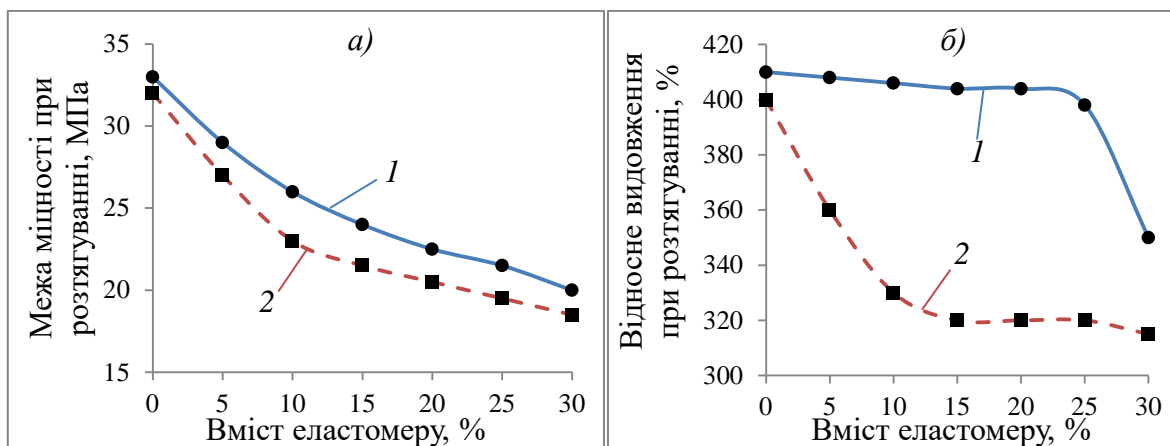 а)
Межа міцності при
розтягуванні, МПа
35
30
25
20
15
1
2
0 5 10 15 20 25 30
Вміст еластомеру, %
б)
Відносне видовження
при розтягуванні, %
420
400
380
360
340
320
300
1
2
0 5 10 15 20 25 30
Вміст еластомеру, %